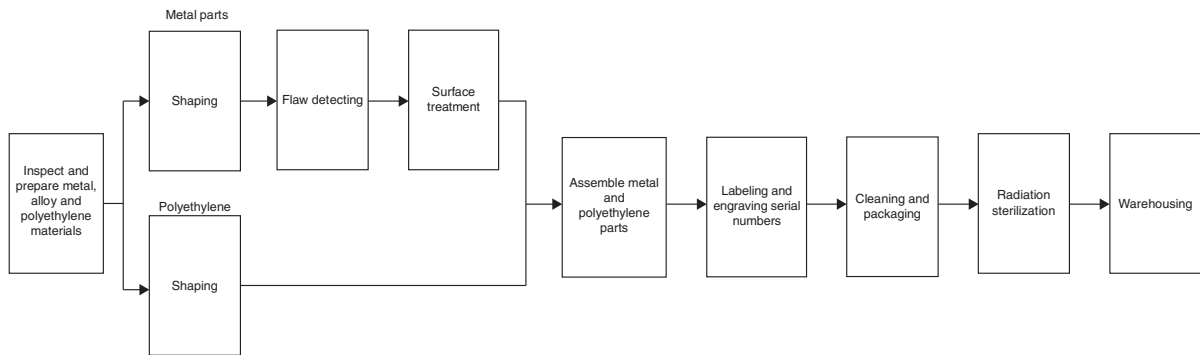 Metal parts
Shaping
Flaw detecting
Surface
treatment
Inspect and
prepare metal,
alloy and
polyethylene
materials
Polyethylene
Shaping
Assemble metal
and
polyethylene
parts
Labeling and
engraving serial
numbers
Cleaning and
packaging
Radiation
sterilization
Warehousing